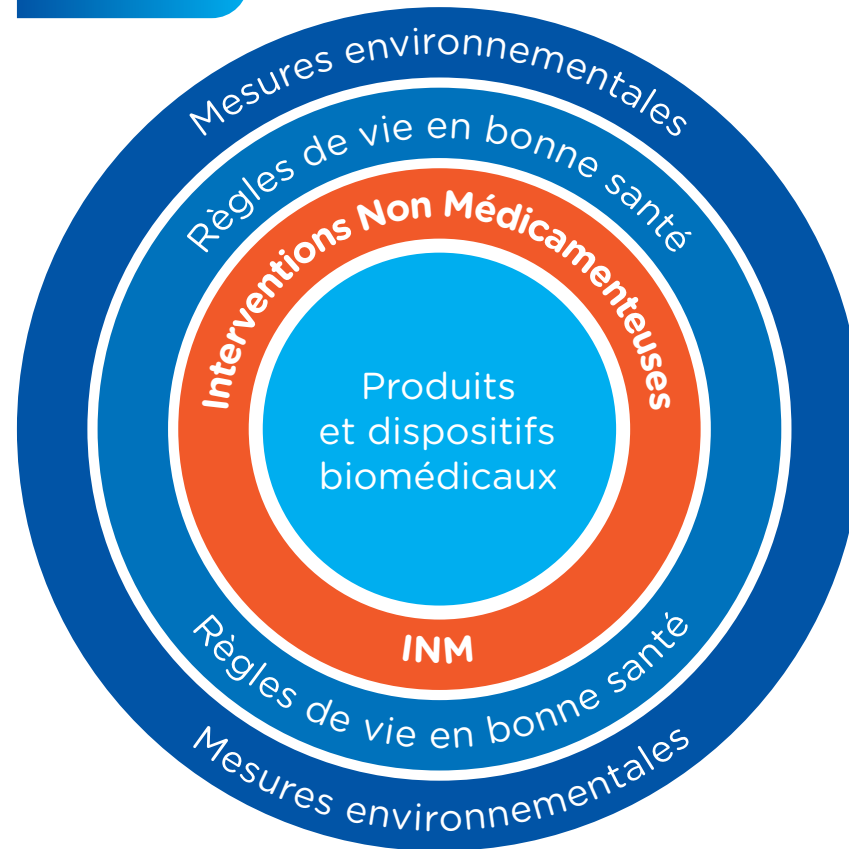 Mesures environnementales
Règles de vie en bonne santé
Interventions Non Médicamenteuses
Produits
et dispositifs
biomédicaux
INM
Règles de vie en bonne santé
Mesures environnementales